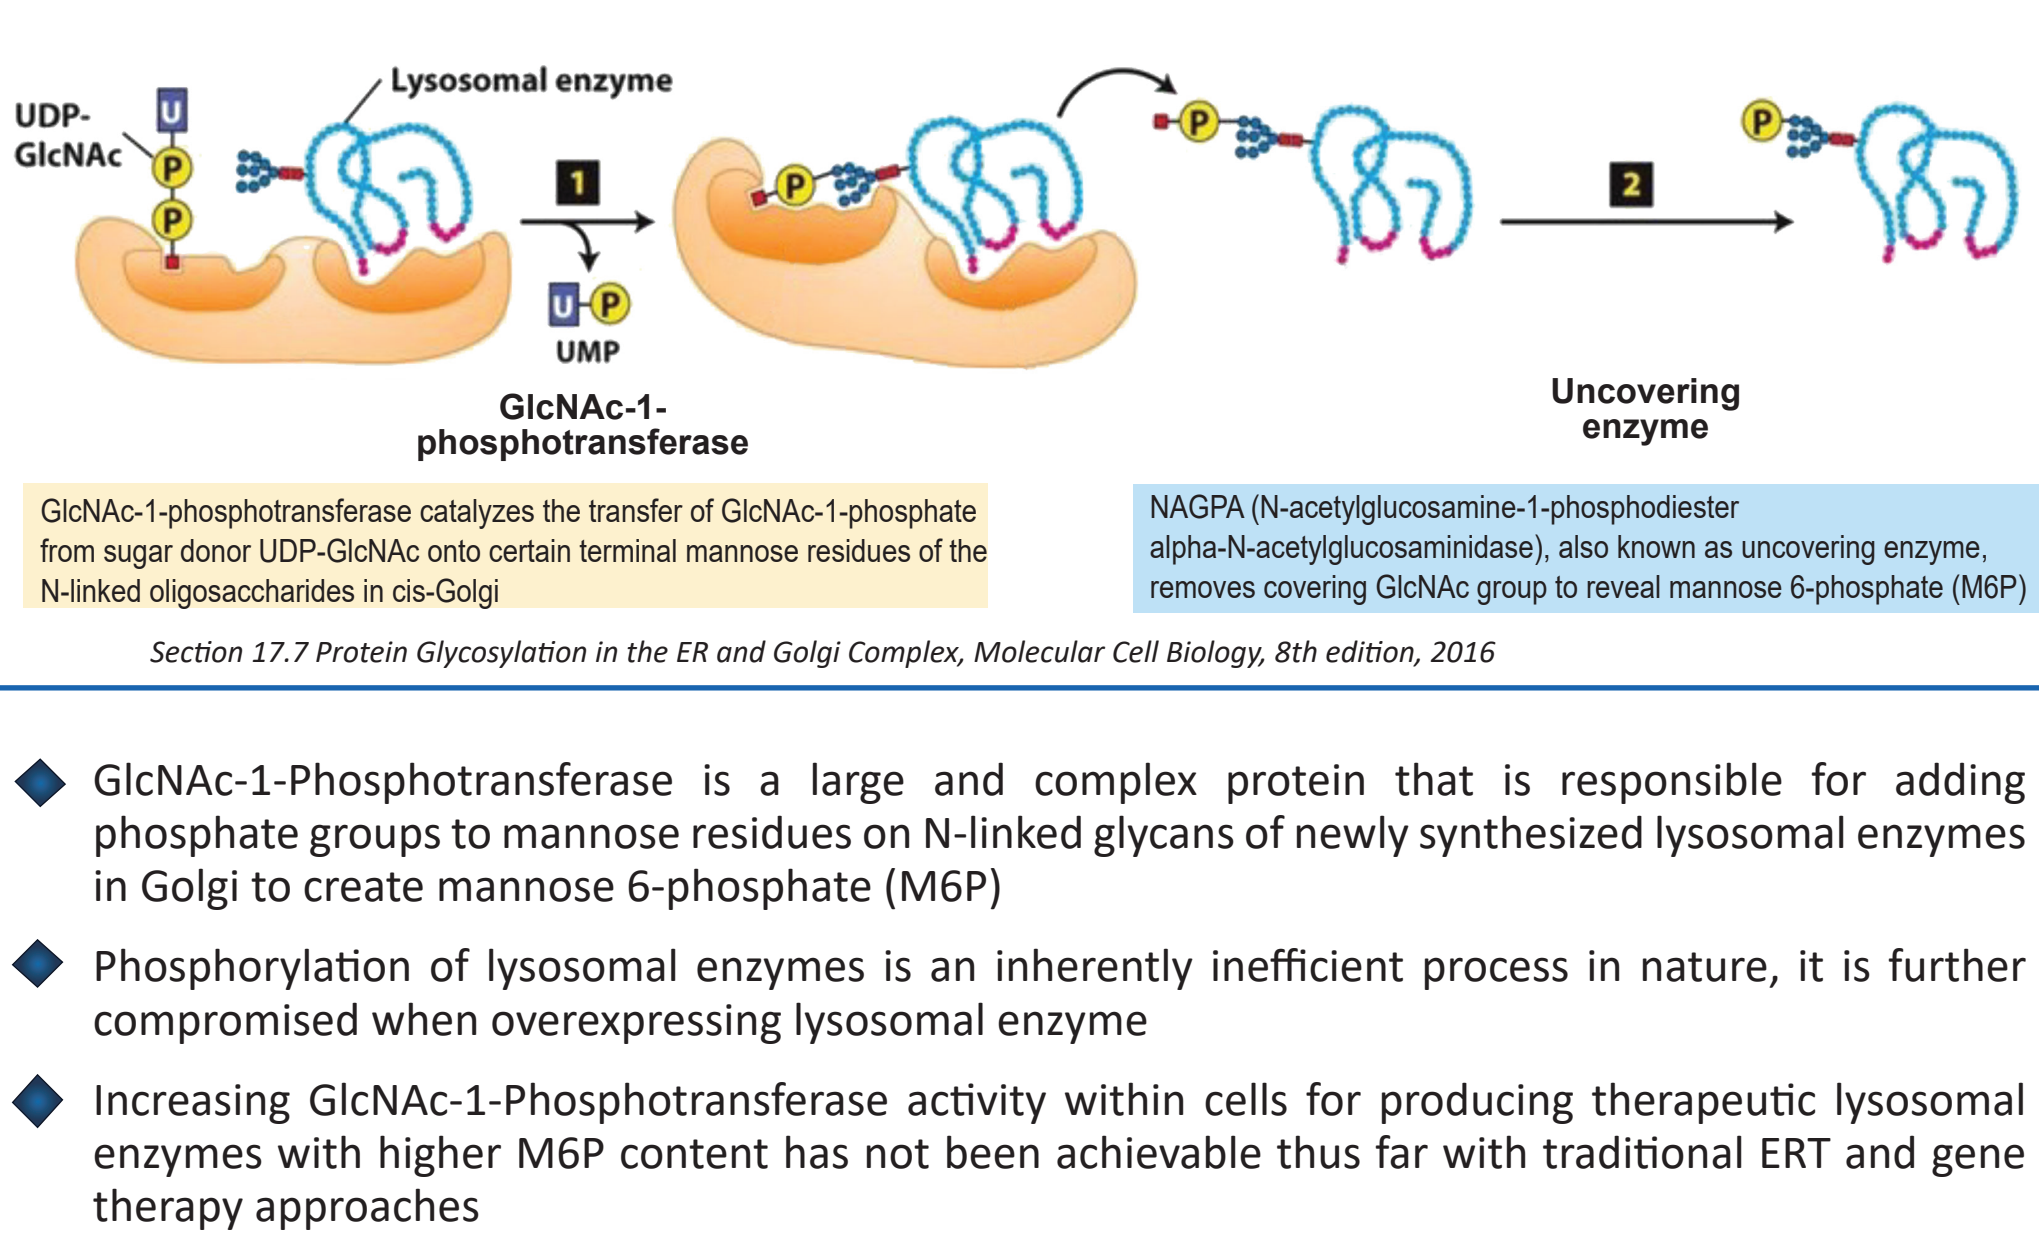 Lysosomal enzyme
UDP-
GlcNAc
U
P
P
1
U
P
UMP
P
P
2
P
GlcNAc-1-
phosphotransferase
Uncovering
enzyme
GlcNAc-1-phosphotransferase catalyzes the transfer of GlcNAc-1-phosphate
from sugar donor UDP-GlcNAc onto certain terminal mannose residues of the
N-linked oligosaccharides in cis-Golgi
NAGPA (N-acetylglucosamine-1-phosphodiester
alpha-N-acetylglucosaminidase), also known as uncovering enzyme,
removes covering GlcNAc group to reveal mannose 6-phosphate (M6P)
Section 17.7 Protein Glycosylation in the ER and Golgi Complex, Molecular Cell Biology, 8th edition, 2016
GlcNAc-1-Phosphotransferase is a large and complex protein that is responsible for adding
phosphate groups to mannose residues on N-linked glycans of newly synthesized lysosomal enzymes
in Golgi to create mannose 6-phosphate (M6P)
Phosphorylation of lysosomal enzymes is an inherently inefficient process in nature, it is further
compromised when overexpressing lysosomal enzyme
Increasing GlcNAc-1-Phosphotransferase activity within cells for producing therapeutic lysosomal
enzymes with higher M6P content has not been achievable thus far with traditional ERT and gene
therapy approaches